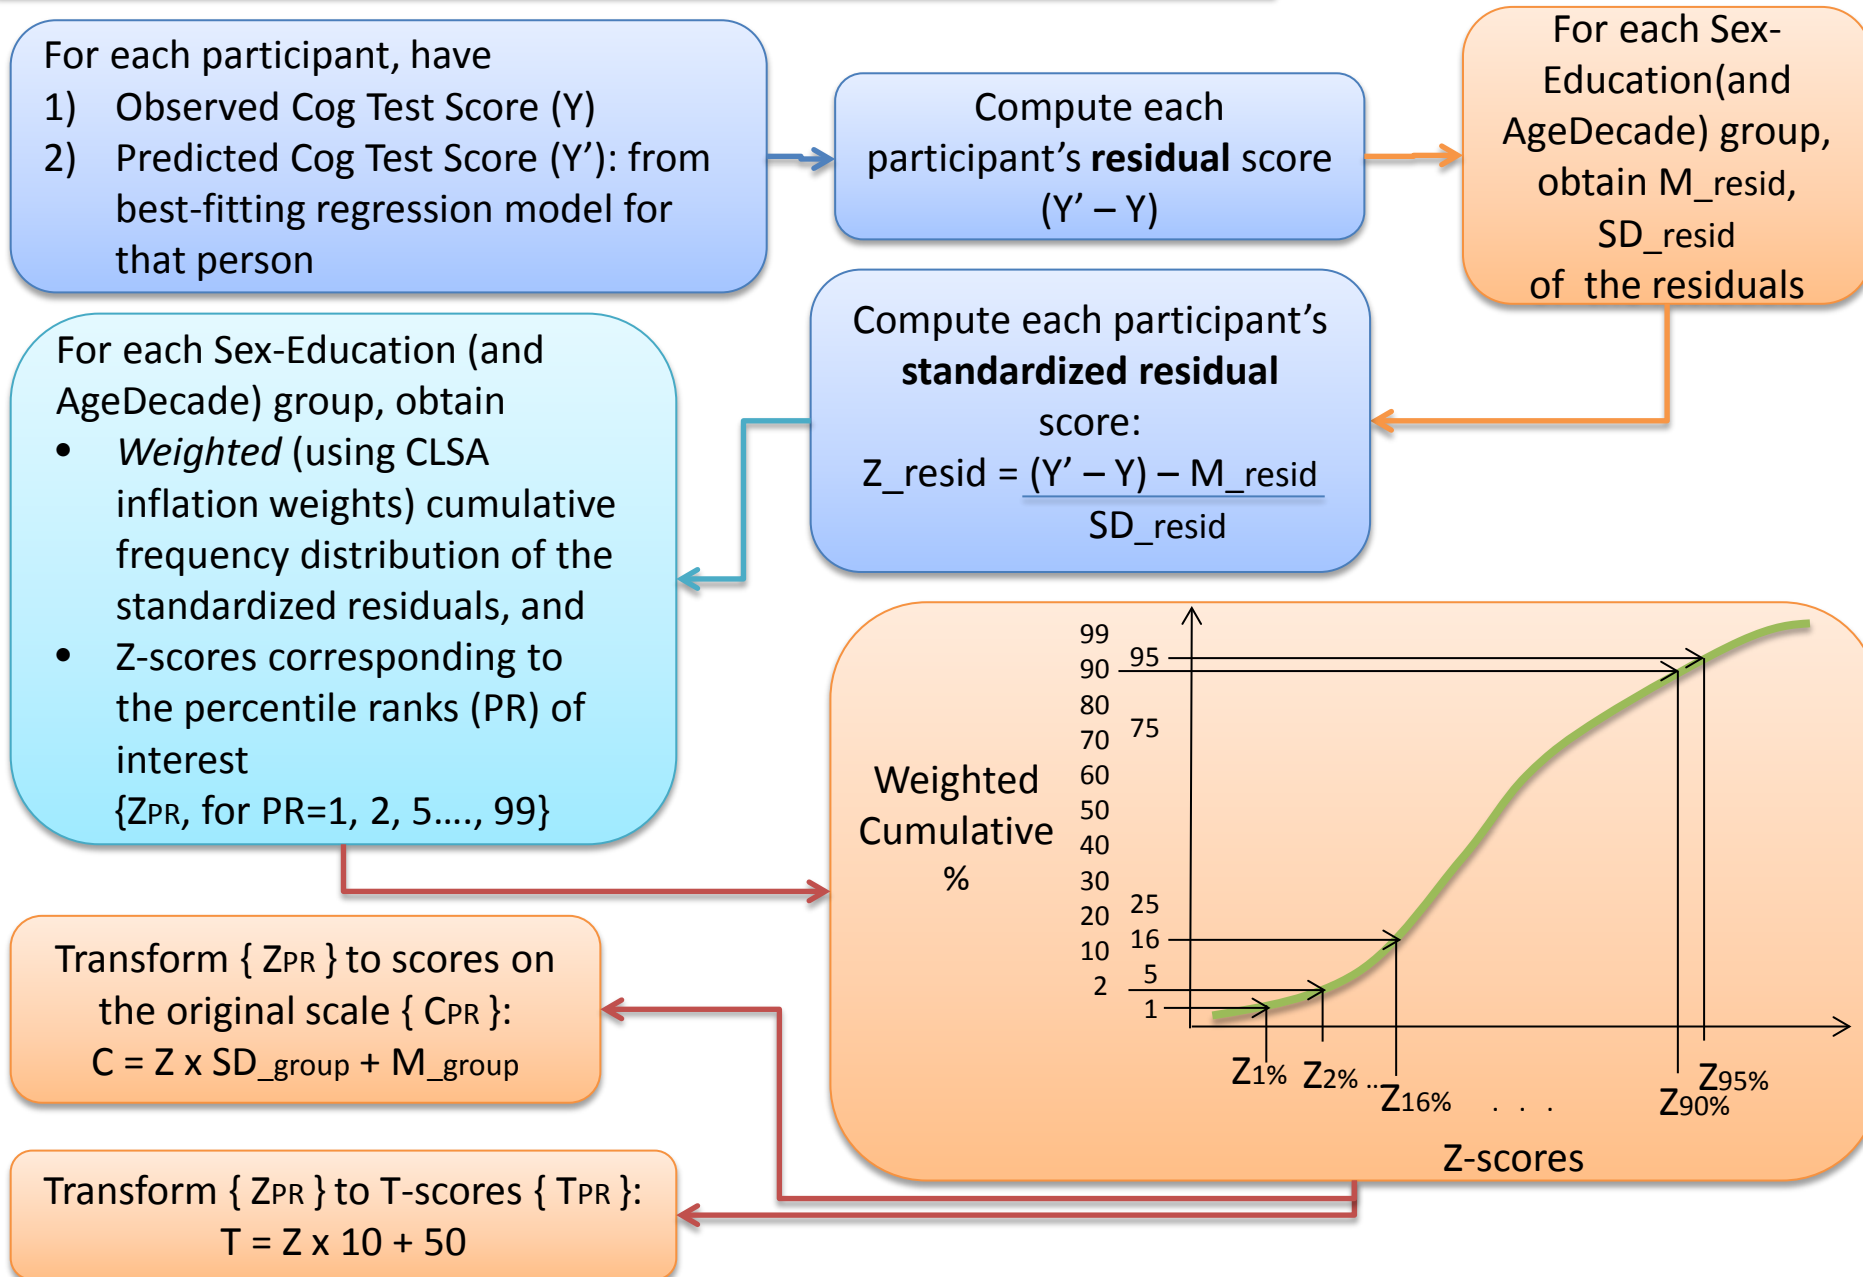 For each participant, have
1) Observed Cog Test Score (Y)
2) Predicted Cog Test Score (Y’): from
best-fitting regression model for
that person
Compute each
participant’s residual score
(Y’ – Y)
For each Sex-
Education(and
AgeDecade) group,
obtain M_resid,
SD_resid
of the residuals
Compute each participant’s
standardized residual
score:
Z_resid = (Y’ – Y) – M_resid
SD_resid
For each Sex-Education (and
AgeDecade) group, obtain
• Weighted (using CLSA
inflation weights) cumulative
frequency distribution of the
standardized residuals, and
• Z-scores corresponding to
the percentile ranks (PR) of
interest
{ZPR, for PR=1, 2, 5...., 99}
Weighted
Cumulative
%
99
95
90
80
75
70
60
50
40
30
25
20
16
10
5
2
1
Z1% Z2% .. Z16% . . . Z90% Z95%
Z-scores
Transform { ZPR } to scores on
the original scale { CPR }:
C = Z x SD_group + M_group
Transform { ZPR } to T-scores { TPR }:
T = Z x 10 + 50